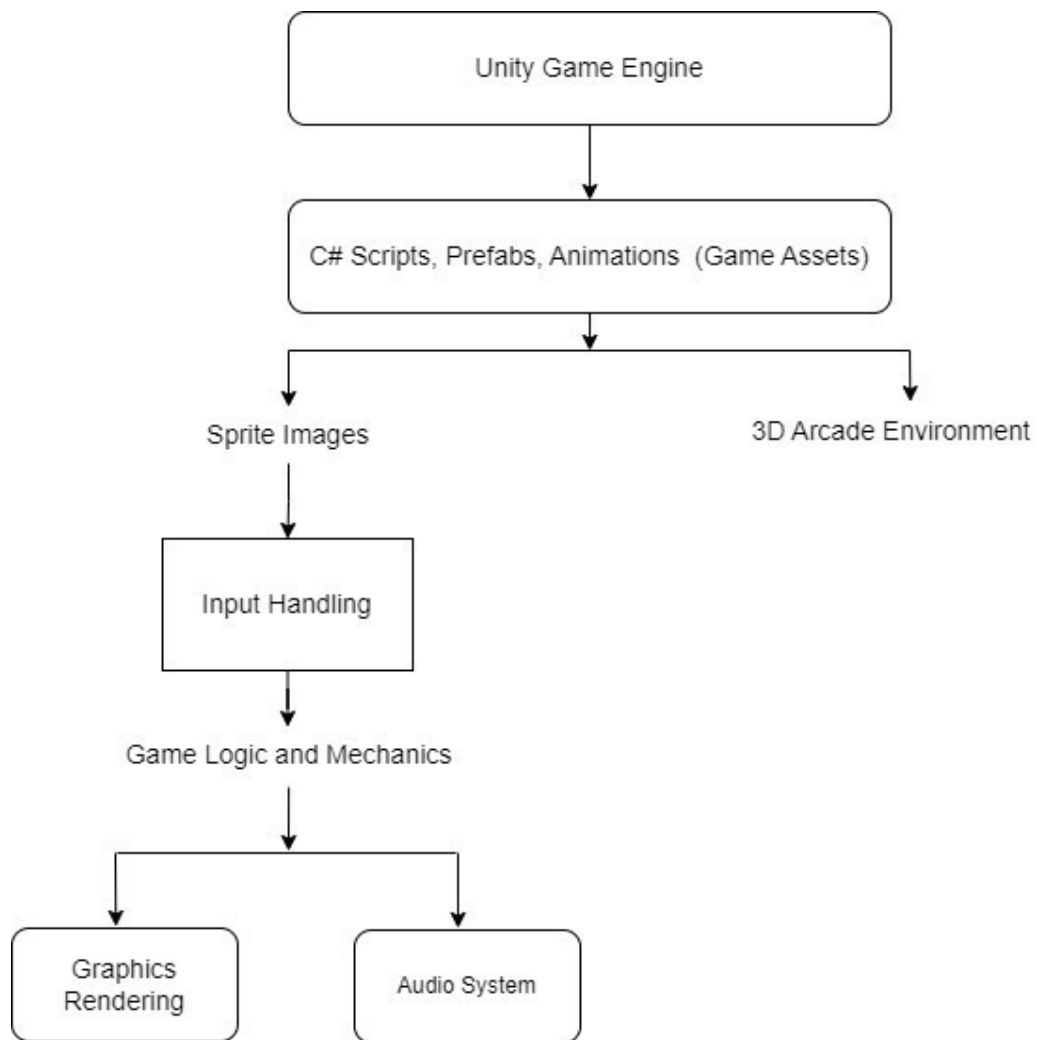 Unity Game Engine
C# Scripts, Prefabs, Animations  (Game Assets)
Sprite Images
3D Arcade Environment
Input Handling
Game Logic and Mechanics
Graphics
Rendering
Audio System